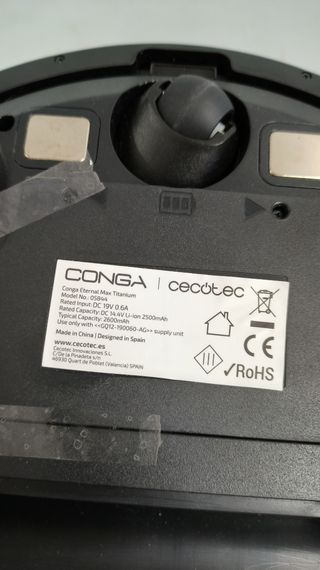 CONGA cecotec
Conga Eternal Max Titanium
Model No.: 05844
Rated Input: DC 19V 0.6A
Rated Capacity: DC 14.4V Li-ion 2500mAh
Typical Capacity: 2600mAh
Use only with <<GQ12-190060-AG>> supply unit
Made in China | Designed in Spain
www.cecotec.es
Cecotec Innovaciones S.L.
C/De la Pinadeta s/n
46930 Quart de Poblet (Valencia) SPAIN
CE
✓RoHS